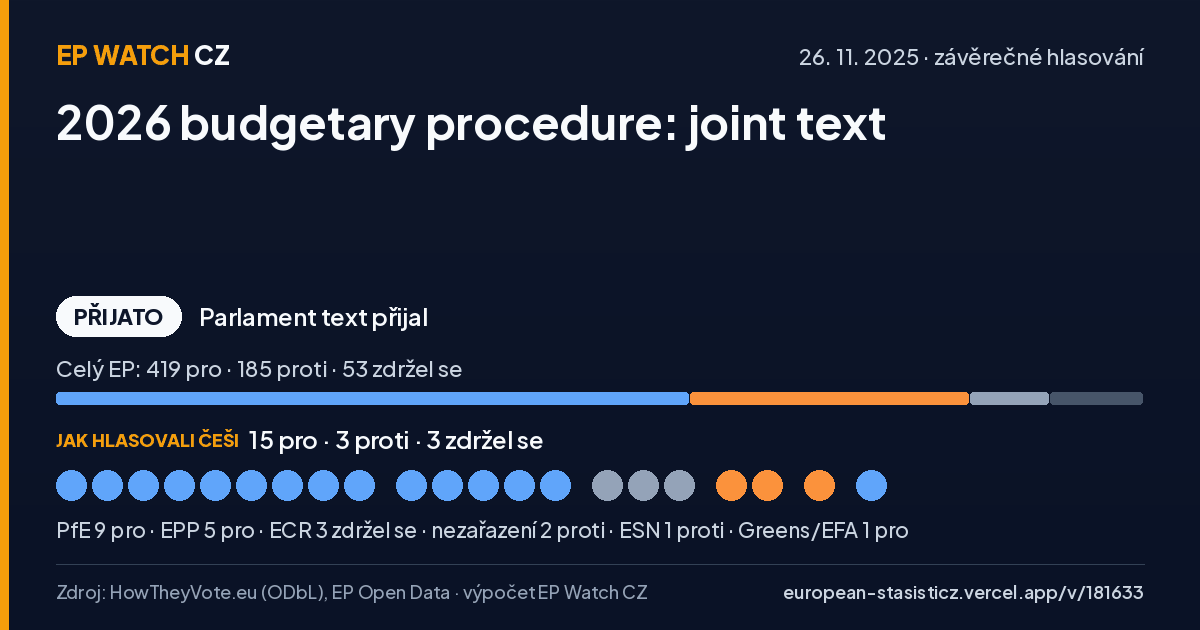 EP WATCH CZ
26. 11. 2025 · závěrečné hlasování
2026 budgetary procedure: joint text
PŘIJATO Parlament text přijal
Celý EP: 419 pro · 185 proti · 53 zdržel se
JAK HLASOVALI ČEŠI 15 pro · 3 proti · 3 zdržel se
PfE 9 pro · EPP 5 pro · ECR 3 zdržel se · nezařazení 2 proti · ESN 1 proti · Greens/EFA 1 pro
Zdroj: HowTheyVote.eu (ODbL), EP Open Data · výpočet EP Watch CZ
european-stasisticz.vercel.app/v/181633